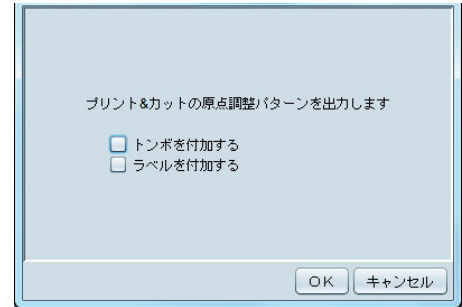 プリント&カットの原点調整パターンを出力します
トンボを付加する
ラベルを付加する
OK キャンセル